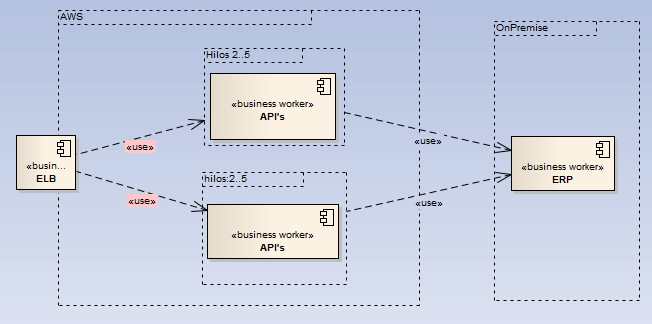 AWS
OnPremise
Hilos 2..5
«business worker»
API's
«use»
«use»
«busin...
ELB
«business worker»
ERP
hilos:2..5
«use»
«use»
«business worker»
API's